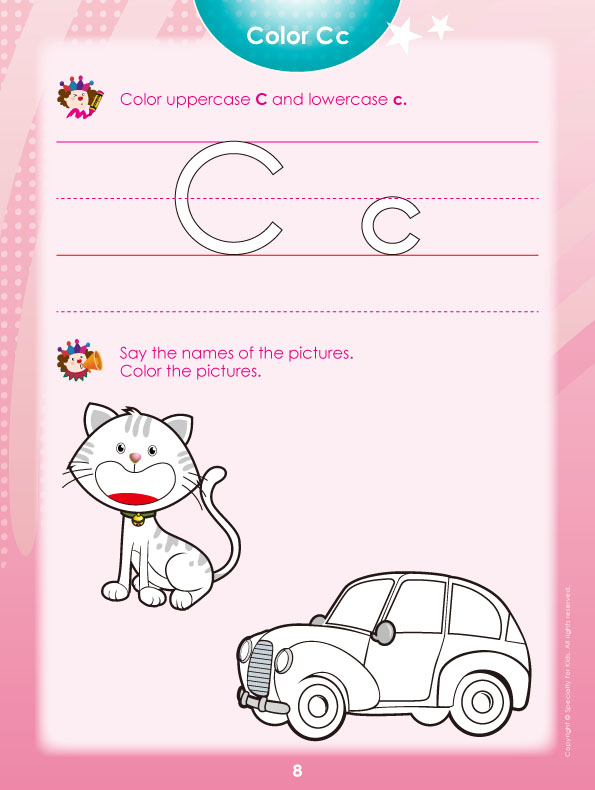 Color Cc
Color uppercase C and lowercase c.
C c
Say the names of the pictures.
Color the pictures.
Copyright © Specialty for Kids. All rights reserved.
8